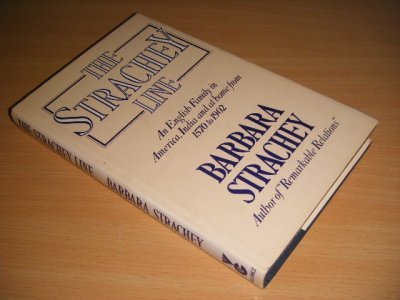 THE
STRACHEY
LINE
An English Family in
America, India and at home from
1570 to 1902
BARBARA
STRACHEY
Author of "Remarkable Relations"
THE STRACHEY LINE BARBARA STRACHEY